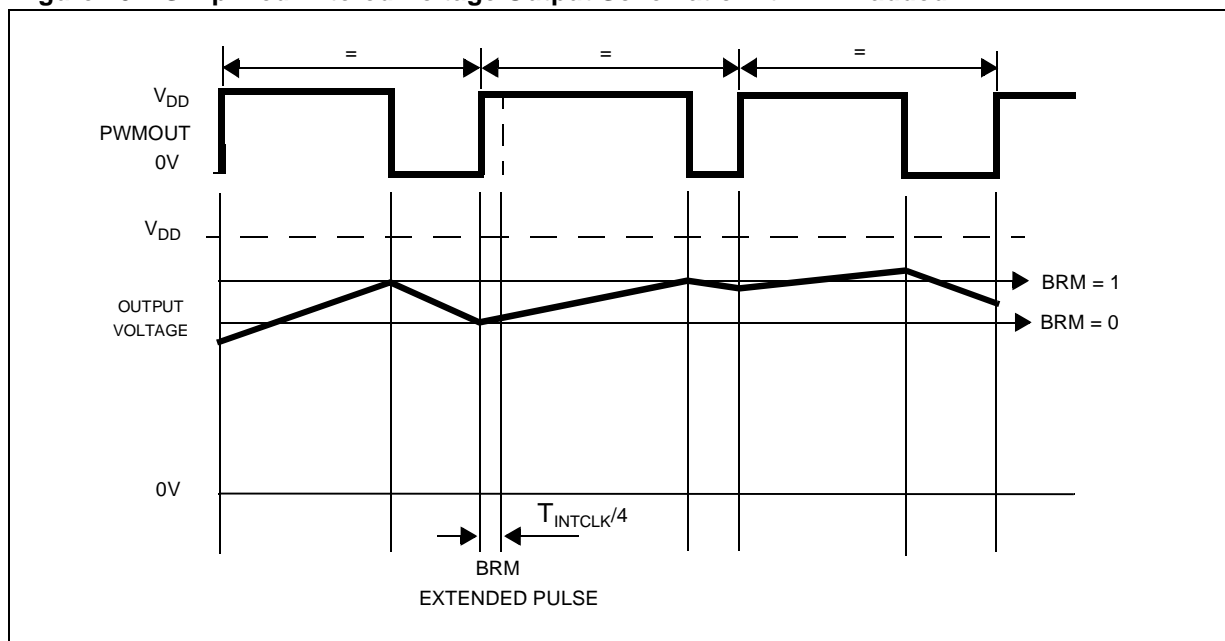 =
=
=
VDD
PWMOUT
0V
VDD
BRM = 1
OUTPUT
VOLTAGE
BRM = 0
0V
TINTCLK/4
BRM
EXTENDED PULSE